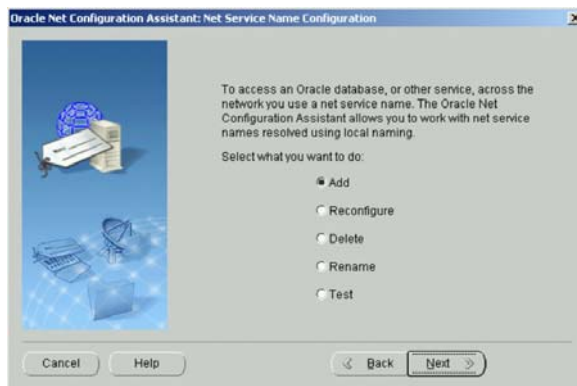 Oracle Net Configuration Assistant: Net Service Name Configuration
To access an Oracle database, or other service, across the
network you use a net service name. The Oracle Net
Configuration Assistant allows you to work with net service
names resolved using local naming.
Select what you want to do:
Add
Reconfigure
Delete
Rename
Test
Cancel
Help
Back
Next